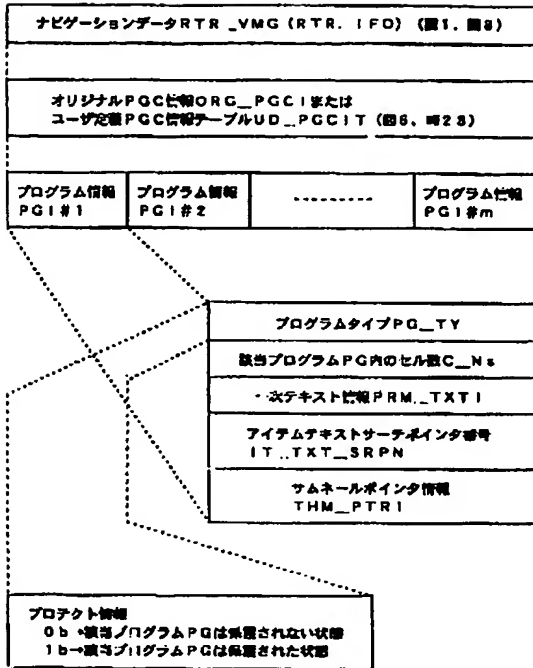 ナビゲーションデータRTR_VMG(RTR.IFO)(図1、図8)
オリジナルPGC情報ORG_PGCIまたは
ユーザ定義PGC情報テーブルUD_PGCIT(図6、
プログラム情報
PGI#1
プログラム情報
PGI#2
プログラム情報
PGI#m
プログラムタイプPG_TY
該当プログラムPG内のセル数C_Ns
一次テキスト情報PRM_TXTI
アイテムテキストサーチポインタ番号
IT_TXT_SRPN
サムネールポインタ情報
THM_PTRI
プロテクト情報
0b→該当プログラムPGは保護されない状態
1b→該当プログラムPGは保護された状態